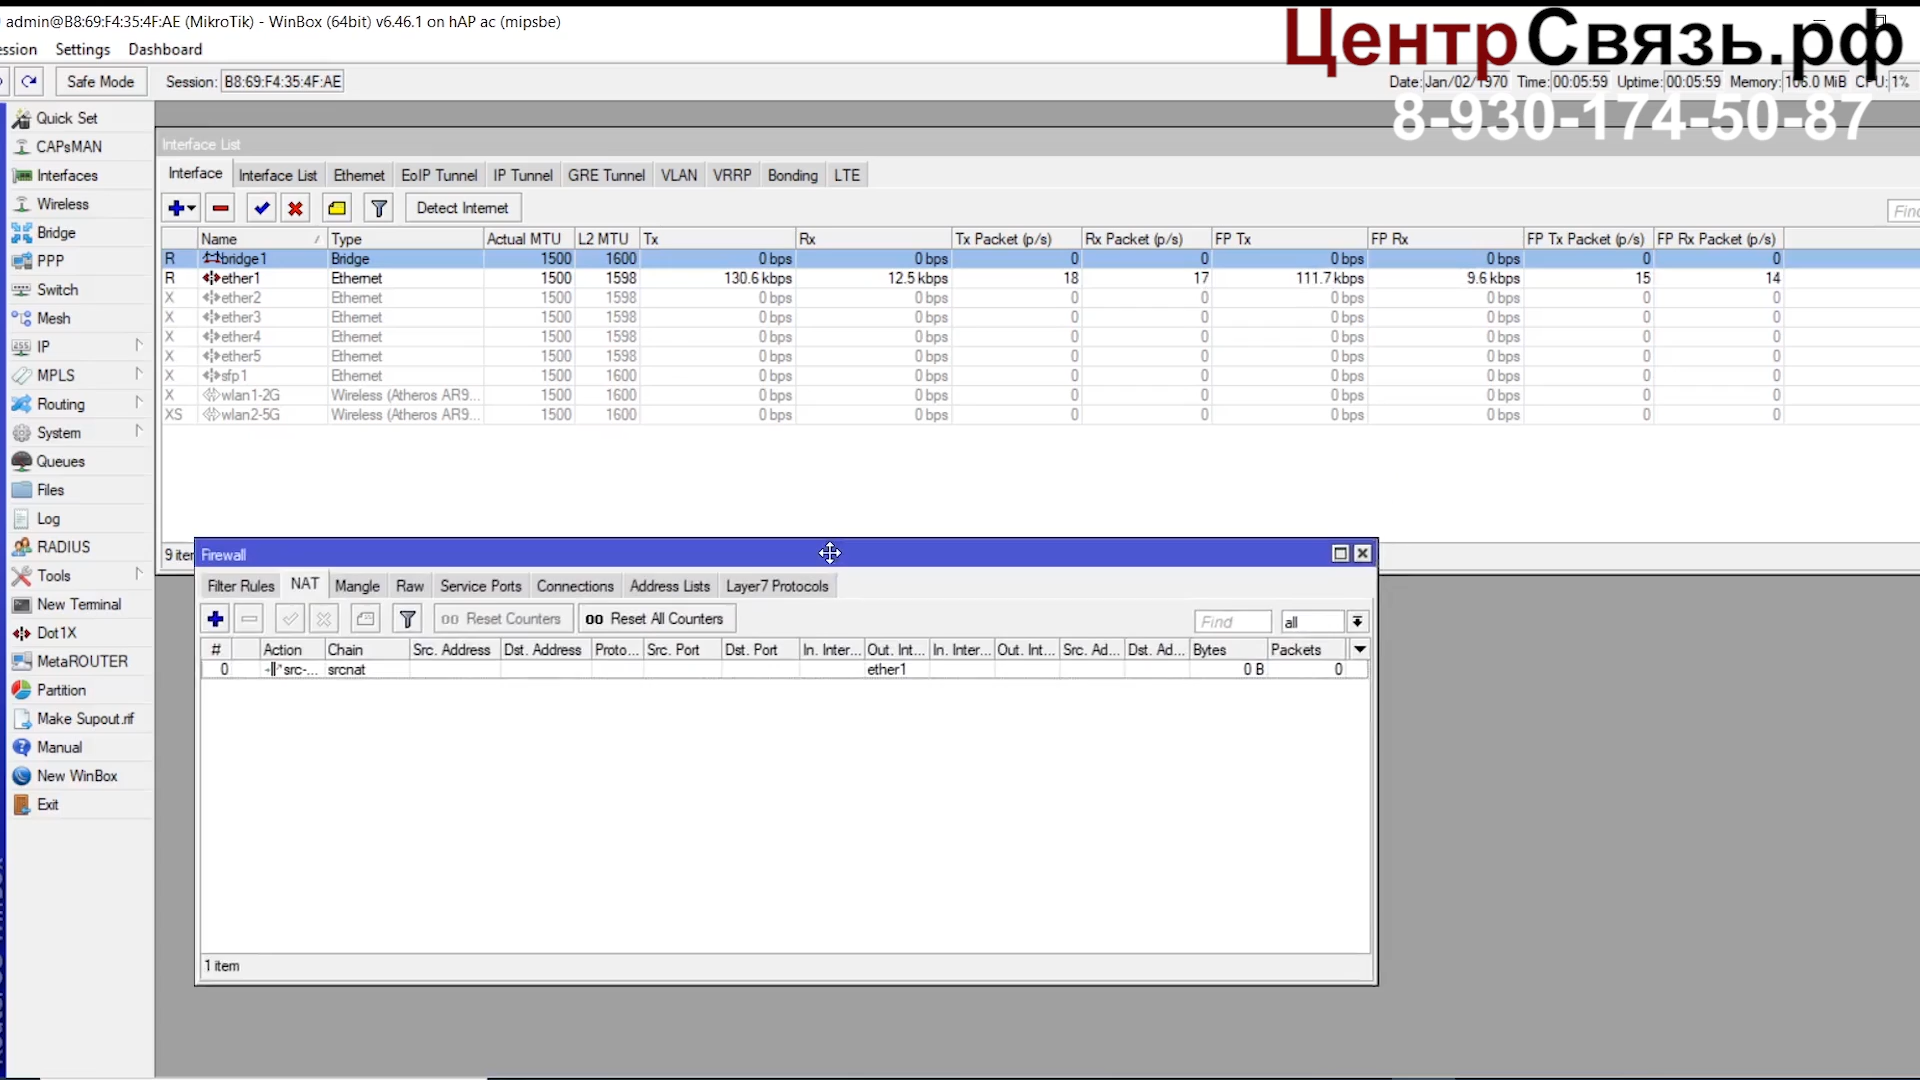 admin@B8:69:F4:35:4F:AE (MikroTik) - WinBox (64bit) v6.46.1 on hAP ac (mipsbe)
ЦентрСвязь.рф
ession Settings Dashboard
Safe Mode Session: B8:69:F4:35:4F:AE Date: Jan/02/1970 Time: 00:05:59 Uptime: 00:05:59 Memory: 106.0 MiB CPU: 1%
8-930-174-50-87
Quick Set
CAPsMAN
Interfaces
Wireless
Bridge
PPP
Switch
Mesh
IP
MPLS
Routing
System
Queues
Files
Log
RADIUS
Tools
New Terminal
Dot1X
MetaROUTER
Partition
Make Supout.rif
Manual
New WinBox
Exit
Interface List
Interface Interface List Ethernet EoIP Tunnel IP Tunnel GRE Tunnel VLAN VRRP Bonding LTE
Detect Internet Find
Name Type Actual MTU L2 MTU Tx Rx Tx Packet (p/s) Rx Packet (p/s) FP Tx FP Rx FP Tx Packet (p/s) FP Rx Packet (p/s)
R bridge1 Bridge 1500 1600 0 bps 0 bps 0 0 0 bps 0 bps 0 0
R ether1 Ethernet 1500 1598 130.6 kbps 12.5 kbps 18 17 111.7 kbps 9.6 kbps 15 14
X ether2 Ethernet 1500 1598 0 bps 0 bps 0 0 0 bps 0 bps 0 0
X ether3 Ethernet 1500 1598 0 bps 0 bps 0 0 0 bps 0 bps 0 0
X ether4 Ethernet 1500 1598 0 bps 0 bps 0 0 0 bps 0 bps 0 0
X ether5 Ethernet 1500 1598 0 bps 0 bps 0 0 0 bps 0 bps 0 0
X sfp1 Ethernet 1500 1600 0 bps 0 bps 0 0 0 bps 0 bps 0 0
X wlan1-2G Wireless (Atheros AR9... 1500 1600 0 bps 0 bps 0 0 0 bps 0 bps 0 0
XS wlan2-5G Wireless (Atheros AR9... 1500 1600 0 bps 0 bps 0 0 0 bps 0 bps 0 0
9 iter
Firewall
Filter Rules NAT Mangle Raw Service Ports Connections Address Lists Layer7 Protocols
00 Reset Counters 00 Reset All Counters Find all
# Action Chain Src. Address Dst. Address Proto... Src. Port Dst. Port In. Inter... Out. Int... In. Inter... Out. Int... Src. Ad... Dst. Ad... Bytes Packets
0 src-... srcnat ether1 0 B 0
1 item